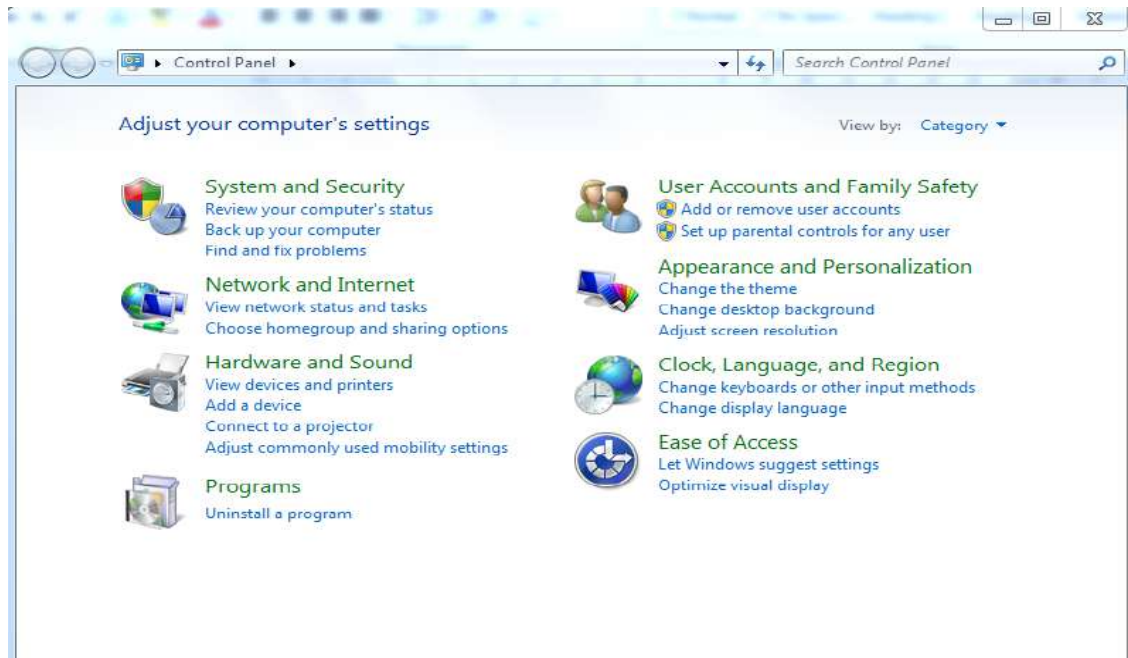 Control Panel
Search Control Panel
Adjust your computer's settings
View by: Category
System and Security
Review your computer's status
Back up your computer
Find and fix problems
Network and Internet
View network status and tasks
Choose homegroup and sharing options
Hardware and Sound
View devices and printers
Add a device
Connect to a projector
Adjust commonly used mobility settings
Programs
Uninstall a program
User Accounts and Family Safety
Add or remove user accounts
Set up parental controls for any user
Appearance and Personalization
Change the theme
Change desktop background
Adjust screen resolution
Clock, Language, and Region
Change keyboards or other input methods
Change display language
Ease of Access
Let Windows suggest settings
Optimize visual display